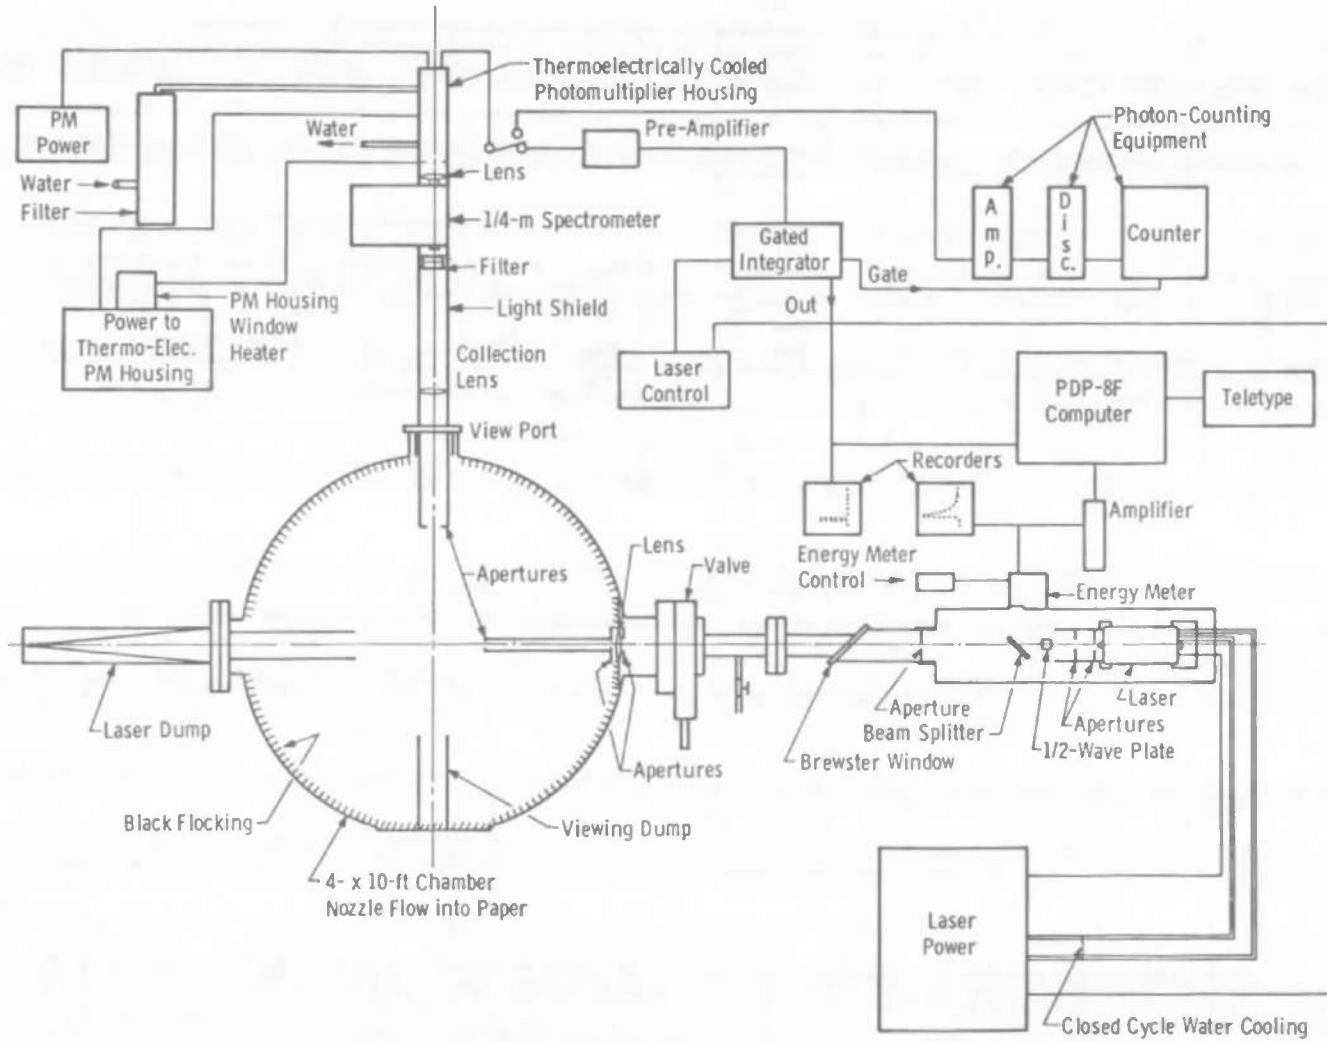 Thermoelectrically Cooled
Photomultiplier Housing
PM
Power
Water
Pre-Amplifier
Photon-Counting
Equipment
Water
Filter
Lens
1/4-m Spectrometer
Amp.
Disc.
Counter
Gated
Integrator
Filter
Gate
PM Housing
Window
Heater
Light Shield
Out
Power to
Thermo-Elec.
PM Housing
Collection
Lens
Laser
Control
PDP-8F
Computer
Teletype
View Port
Recorders
Amplifier
Lens
Valve
Energy Meter
Control
Apertures
Energy Meter
Laser Dump
Aperture
Beam Splitter
Laser
Apertures
1/2-Wave Plate
Brewster Window
Apertures
Black Flocking
Viewing Dump
4- x 10-ft Chamber
Nozzle Flow into Paper
Laser
Power
Closed Cycle Water Cooling